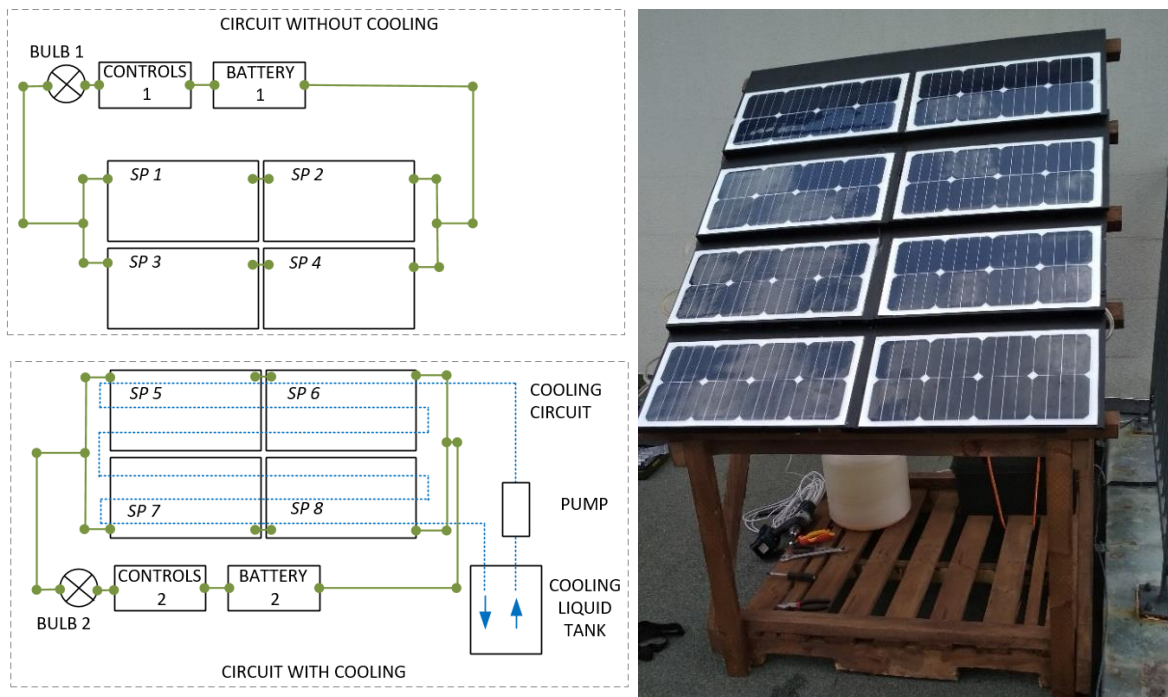 CIRCUIT WITHOUT COOLING
BULB 1
CONTROLS
1
BATTERY
1
SP 1
SP 2
SP 3
SP 4
SP 5
SP 6
COOLING
CIRCUIT
SP 7
SP 8
PUMP
CONTROLS
2
BATTERY
2
COOLING
LIQUID
TANK
BULB 2
CIRCUIT WITH COOLING